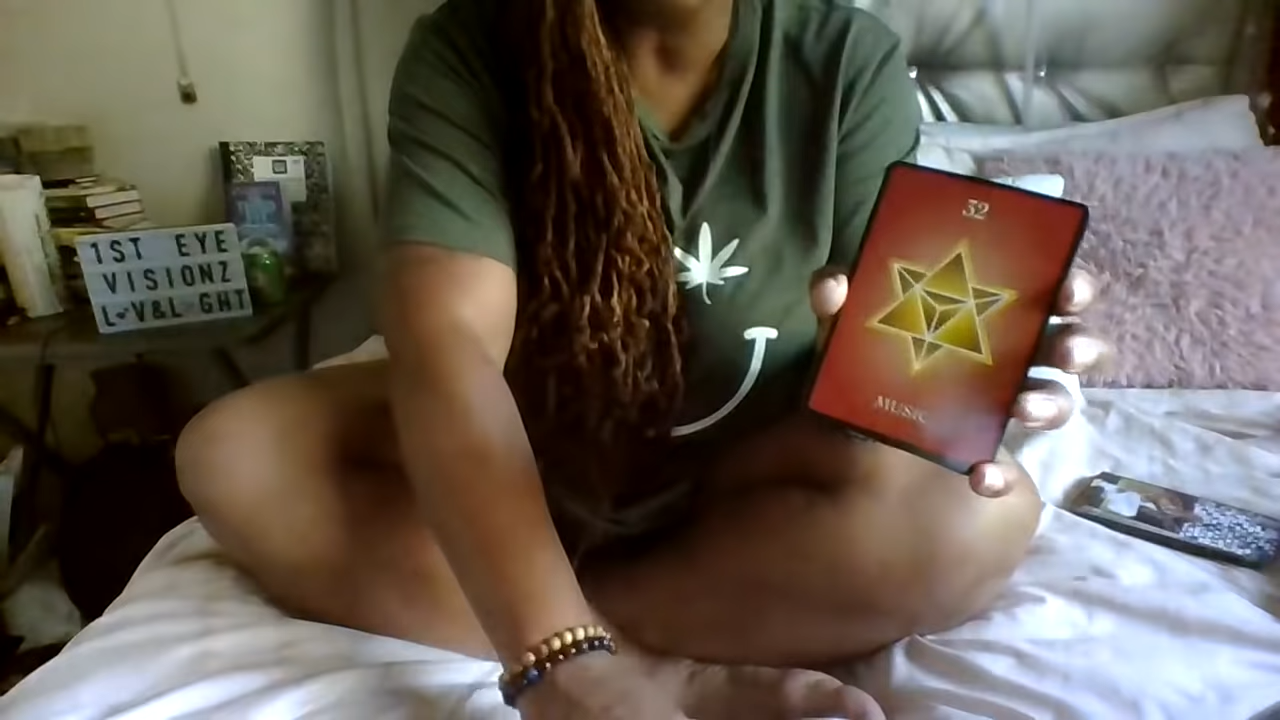 1ST EYE
VISIONZ
L♥V&L GHT
32
MUSIC